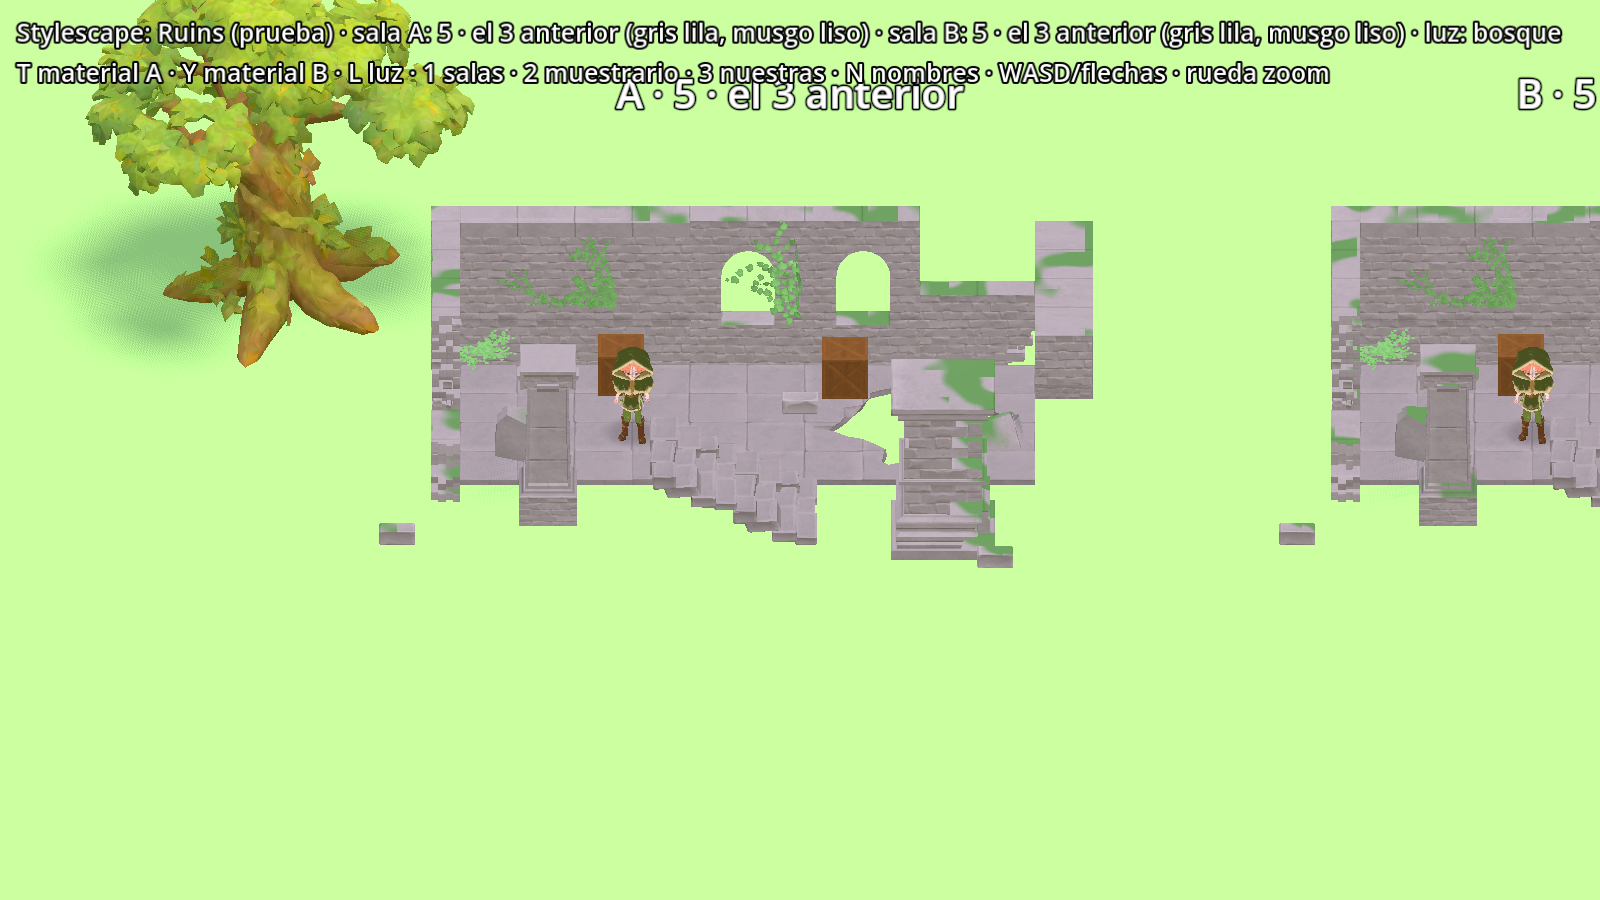 Stylescape: Ruins (prueba) · sala A: 5 · el 3 anterior (gris lila, musgo liso) · sala B: 5 · el 3 anterior (gris lila, musgo liso) · luz: bosque
T material A · Y material B · L luz · 1 salas · 2 muestrario · 3 nuestras · N nombres · WASD/flechas · rueda zoom
A · 5 · el 3 anterior
B · 5